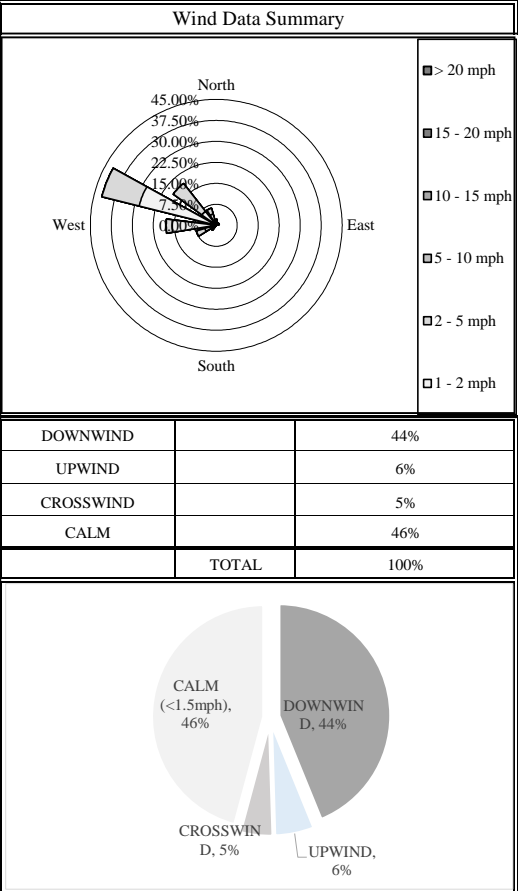 Wind Data Summary
North
45.00%
37.50%
30.00%
22.50%
15.00%
7.50%
0.00%
West
East
South
> 20 mph
15 - 20 mph
10 - 15 mph
5 - 10 mph
2 - 5 mph
1 - 2 mph
DOWNWIND 44%
UPWIND 6%
CROSSWIND 5%
CALM 46%
TOTAL 100%
CALM
(<1.5mph),
46%
DOWNWIN
D, 44%
CROSSWIN
D, 5%
UPWIND,
6%